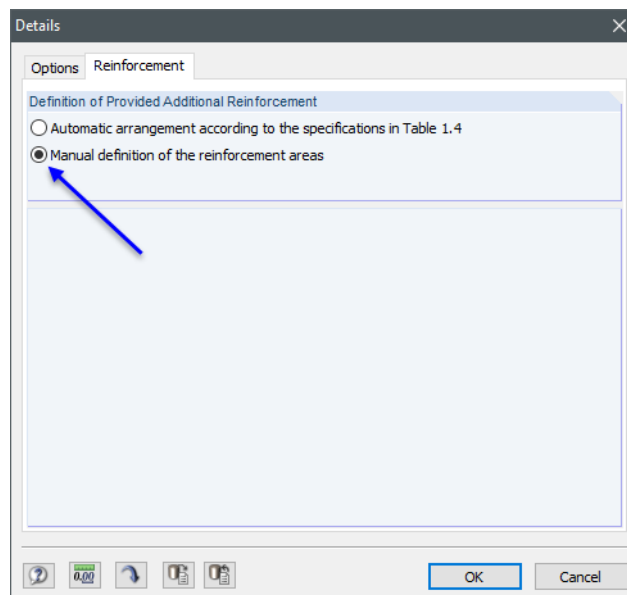 Details
Options Reinforcement
Definition of Provided Additional Reinforcement
Automatic arrangement according to the specifications in Table 1.4
Manual definition of the reinforcement areas
0.00
OK Cancel